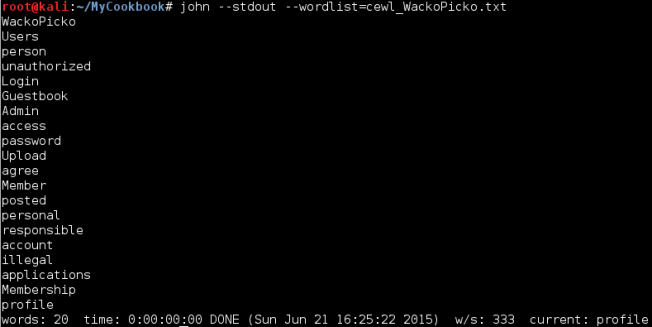 root@kali:~/MyCookbook# john --stdout --wordlist=cewl_WackoPicko.txt
WackoPicko
Users
person
unauthorized
Login
Guestbook
Admin
access
password
Upload
agree
Member
posted
personal
responsible
account
illegal
applications
Membership
profile
words: 20  time: 0:00:00:00 DONE (Sun Jun 21 16:25:22 2015)  w/s: 333  current: profile